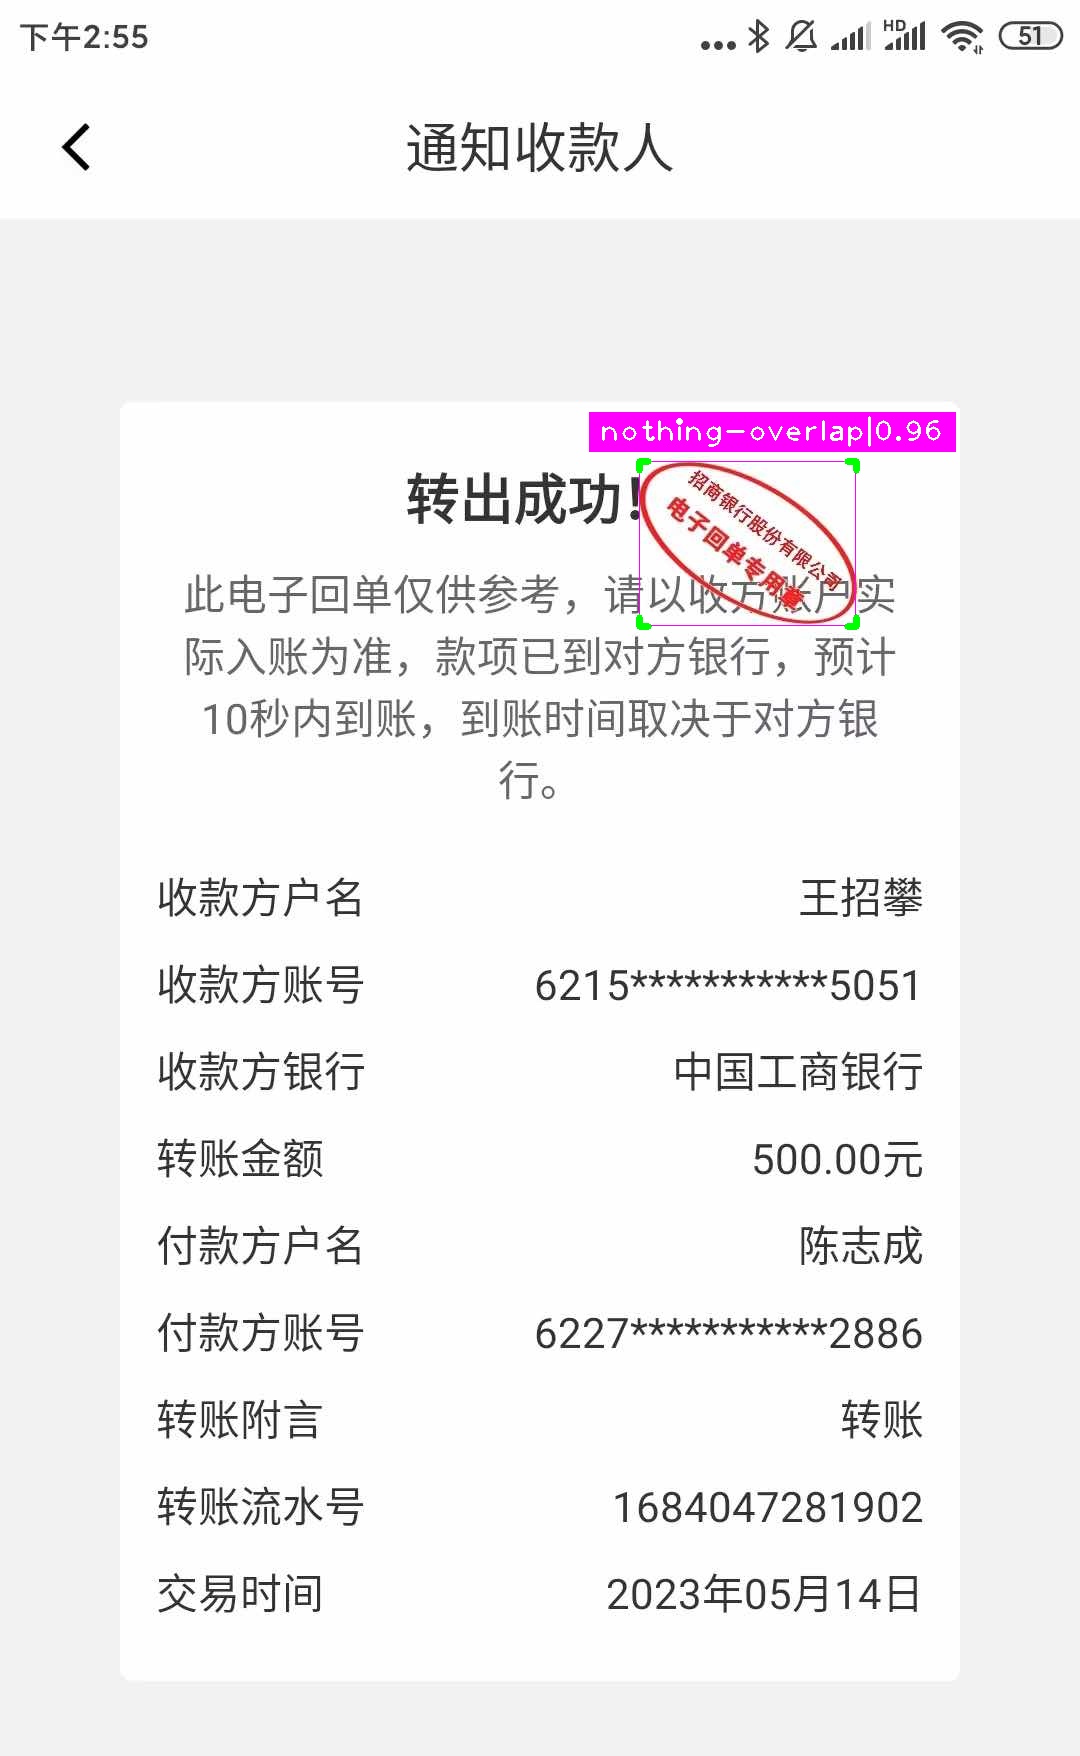 下午2:55
HD
51
通知收款人
nothing-overlap|0.96
转出成功!
招商银行股份有限公司
电子回单专用章
此电子回单仅供参考，请以收方账户实
际入账为准，款项已到对方银行，预计
10秒内到账，到账时间取决于对方银
行。
收款方户名 王招攀
收款方账号 6215***********5051
收款方银行 中国工商银行
转账金额 500.00元
付款方户名 陈志成
付款方账号 6227***********2886
转账附言 转账
转账流水号 1684047281902
交易时间 2023年05月14日